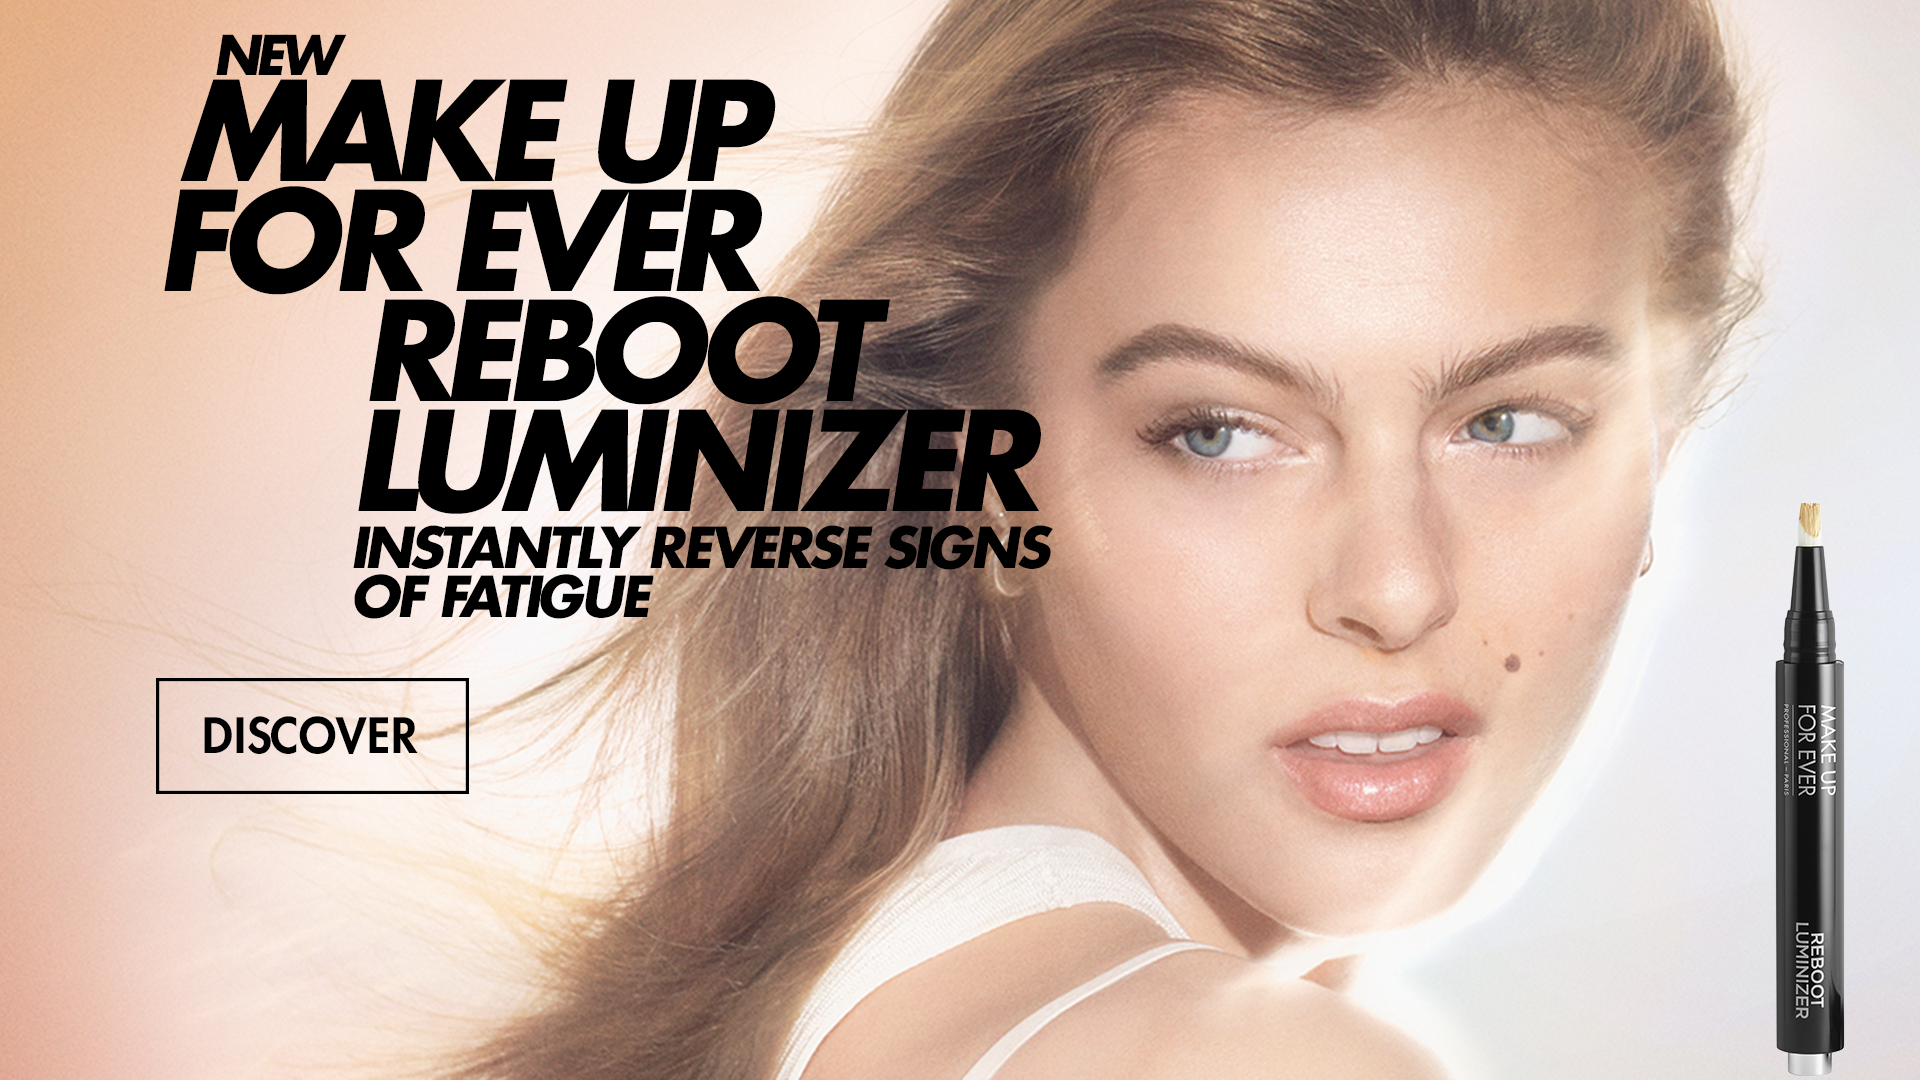 NEW
MAKE UP
FOR EVER
REBOOT
LUMINIZER
INSTANTLY REVERSE SIGNS
OF FATIGUE
DISCOVER
MAKE UP
FOR EVER
PROFESSIONAL – PARIS
REBOOT
LUMINIZER